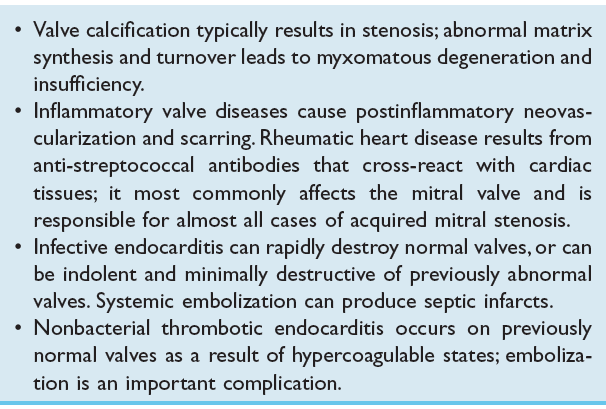 • Valve calcification typically results in stenosis; abnormal matrix
synthesis and turnover leads to myxomatous degeneration and
insufficiency.
• Inflammatory valve diseases cause postinflammatory neovas-
cularization and scarring. Rheumatic heart disease results from
anti-streptococcal antibodies that cross-react with cardiac
tissues; it most commonly affects the mitral valve and is
responsible for almost all cases of acquired mitral stenosis.
• Infective endocarditis can rapidly destroy normal valves, or can
be indolent and minimally destructive of previously abnormal
valves. Systemic embolization can produce septic infarcts.
• Nonbacterial thrombotic endocarditis occurs on previously
normal valves as a result of hypercoagulable states; emboliza-
tion is an important complication.